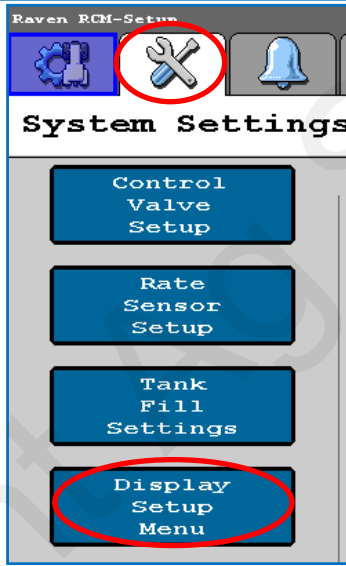 Raven RCM-Setup
System Settings
Control
Valve
Setup
Rate
Sensor
Setup
Tank
Fill
Settings
Display
Setup
Menu